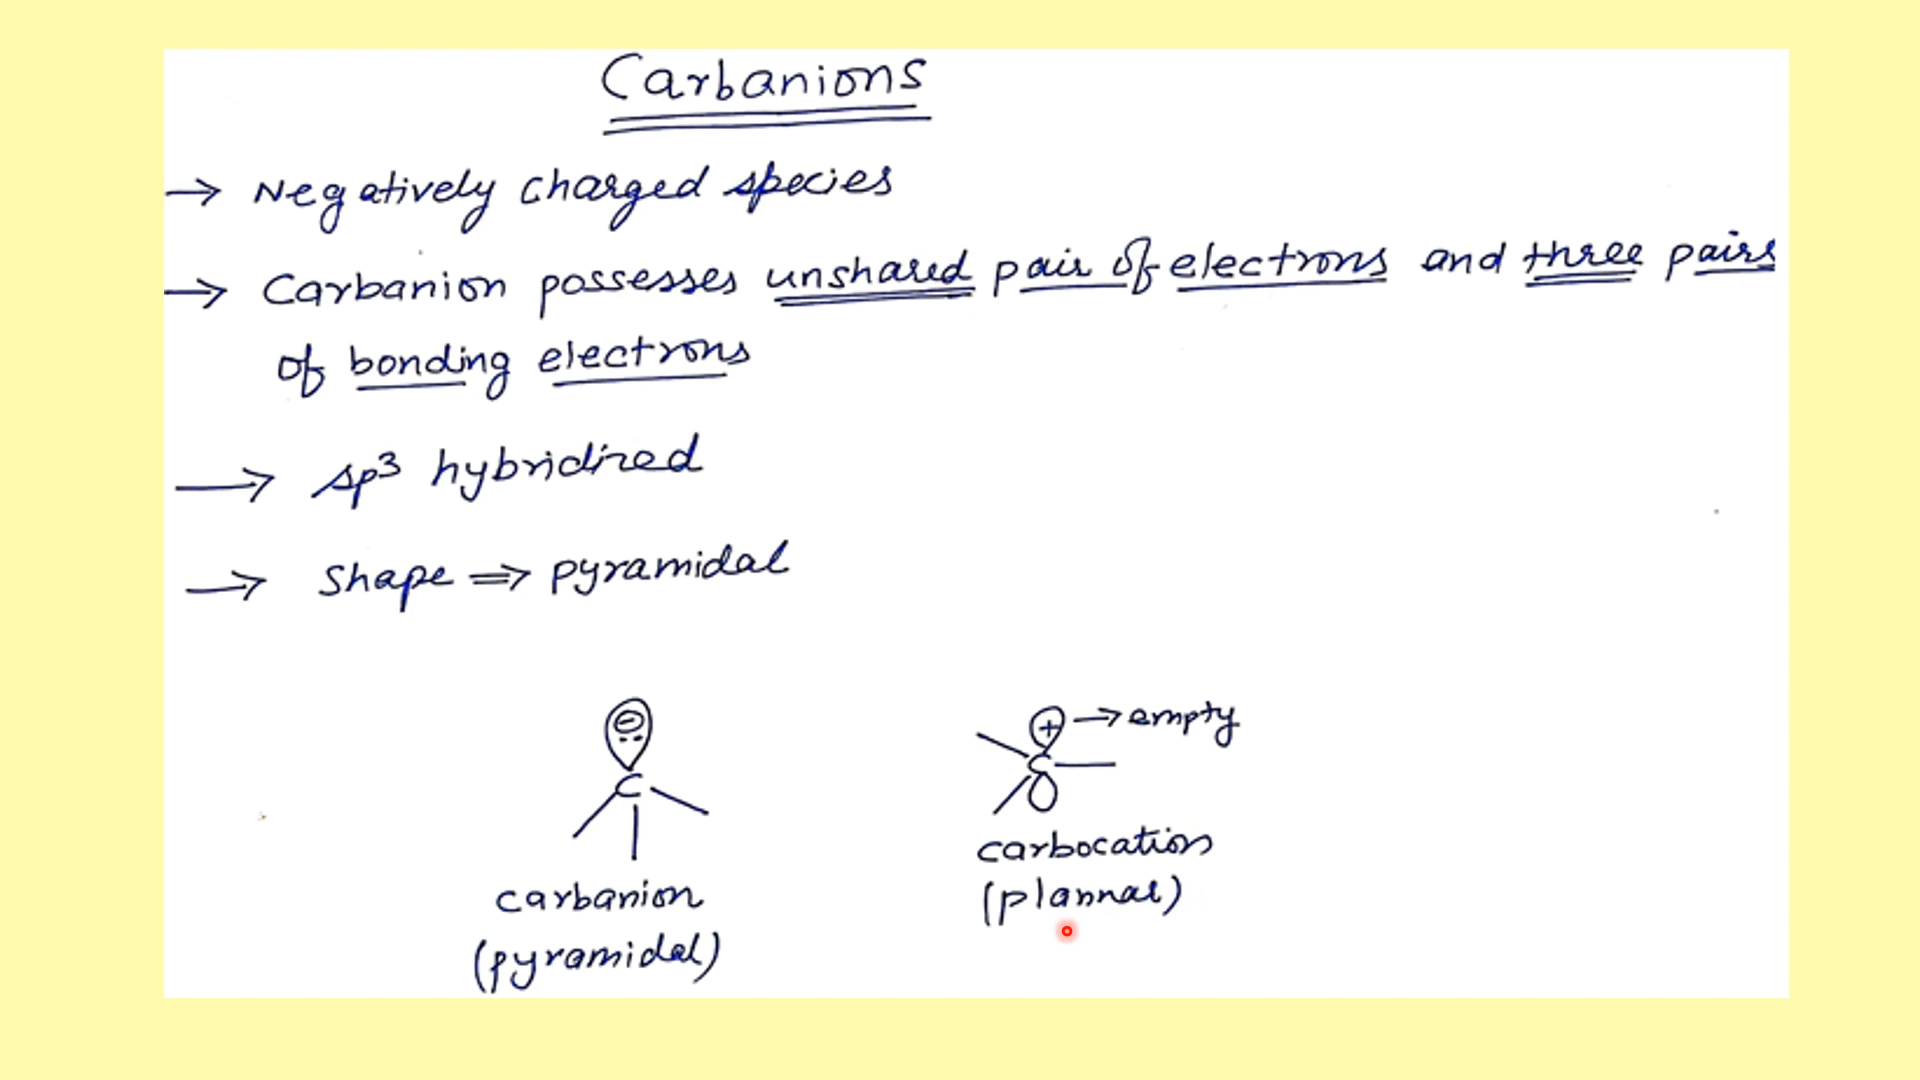 Carbanions
→ Negatively charged species
→ Carbanion possesses unshared pair of electrons and three pairs
of bonding electrons
→ sp³ hybridized
→ Shape ⇒ pyramidal
⊖
..
C
carbanion
(pyramidal)
+ → empty
C
carbocation
(plannar)